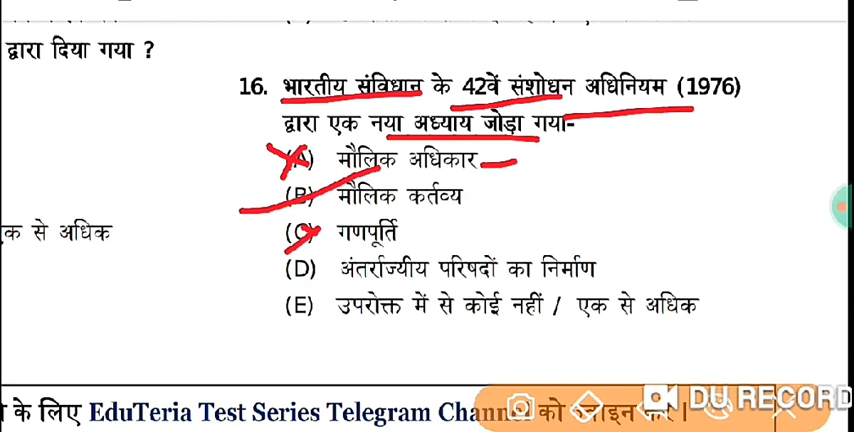 द्वारा दिया गया ?
16. भारतीय संविधान के 42वें संशोधन अधिनियम (1976)
द्वारा एक नया अध्याय जोड़ा गया-
(A) मौलिक अधिकार
(B) मौलिक कर्तव्य
(C) गणपूर्ति
क से अधिक
(D) अंतर्राज्यीय परिषदों का निर्माण
(E) उपरोक्त में से कोई नहीं / एक से अधिक
के लिए EduTeria Test Series Telegram Channel को
DU RECORD